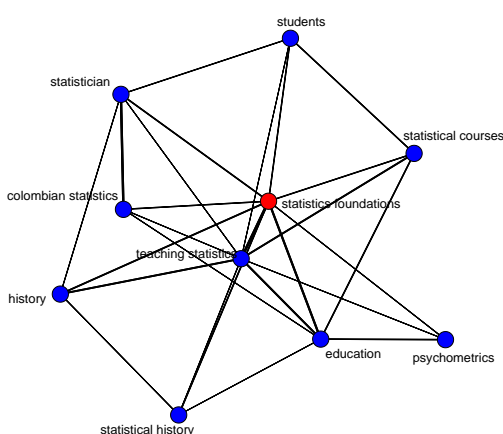 students
statistician
statistical courses
colombian statistics
statistics foundations
teaching statistics
history
education
psychometrics
statistical history